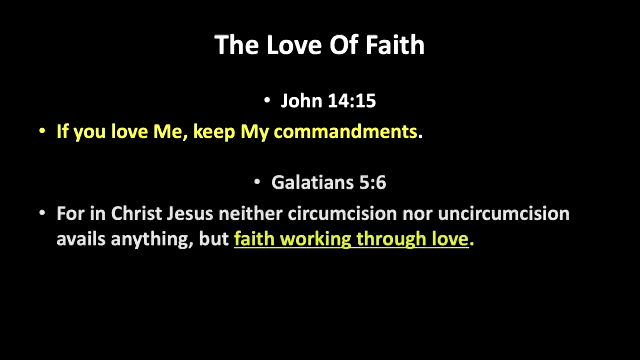 The Love Of Faith
• John 14:15
• If you love Me, keep My commandments.
• Galatians 5:6
• For in Christ Jesus neither circumcision nor uncircumcision
avails anything, but faith working through love.